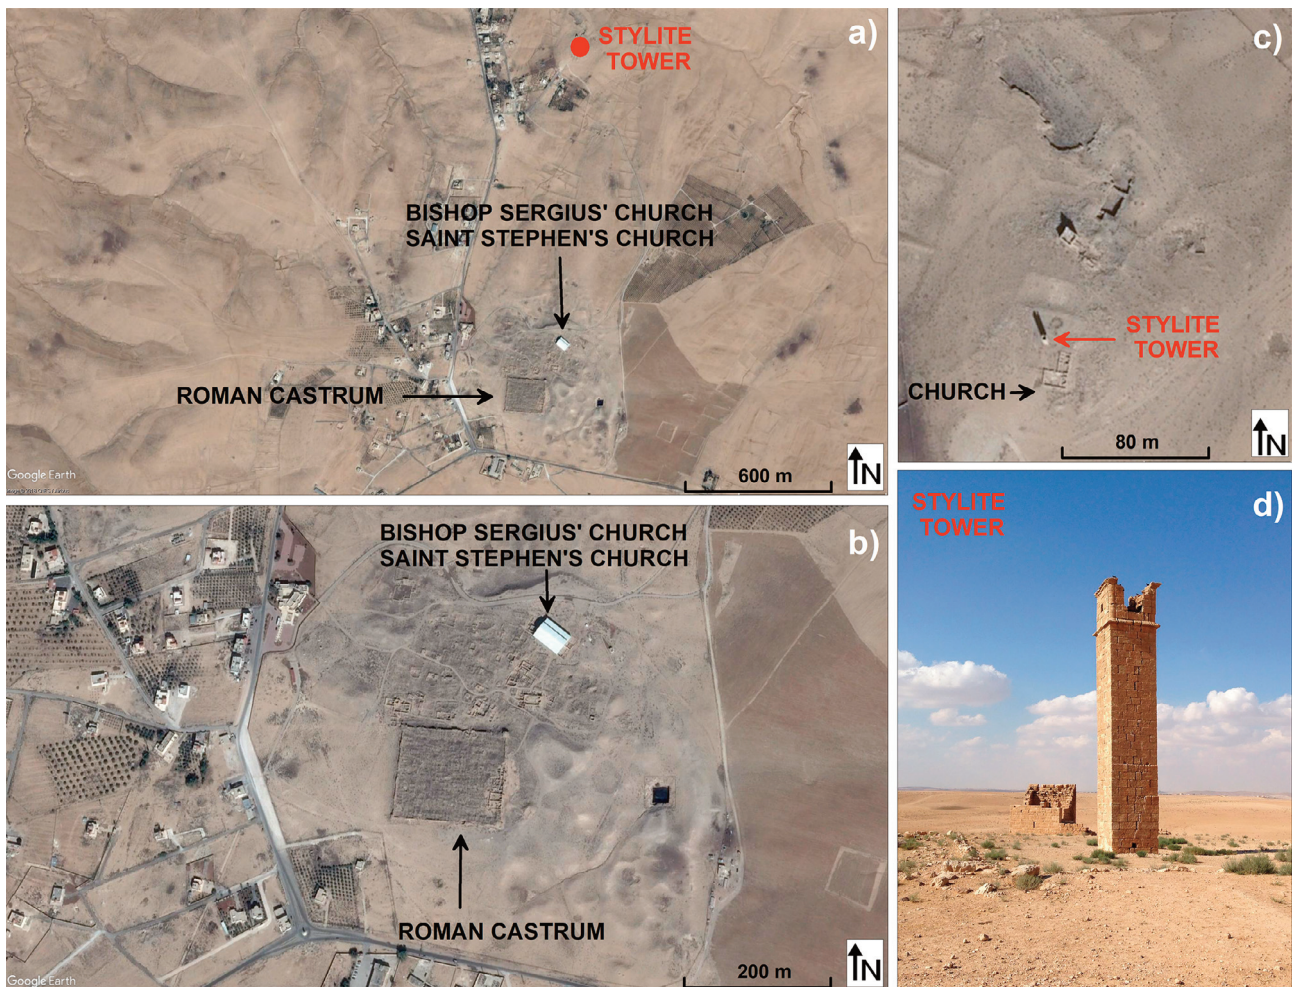 a)
STYLITE
TOWER
BISHOP SERGIUS' CHURCH
SAINT STEPHEN'S CHURCH
ROMAN CASTRUM
Google Earth
600 m
N
b)
BISHOP SERGIUS' CHURCH
SAINT STEPHEN'S CHURCH
ROMAN CASTRUM
Google Earth
200 m
N
c)
STYLITE
TOWER
CHURCH
80 m
N
d)
STYLITE
TOWER